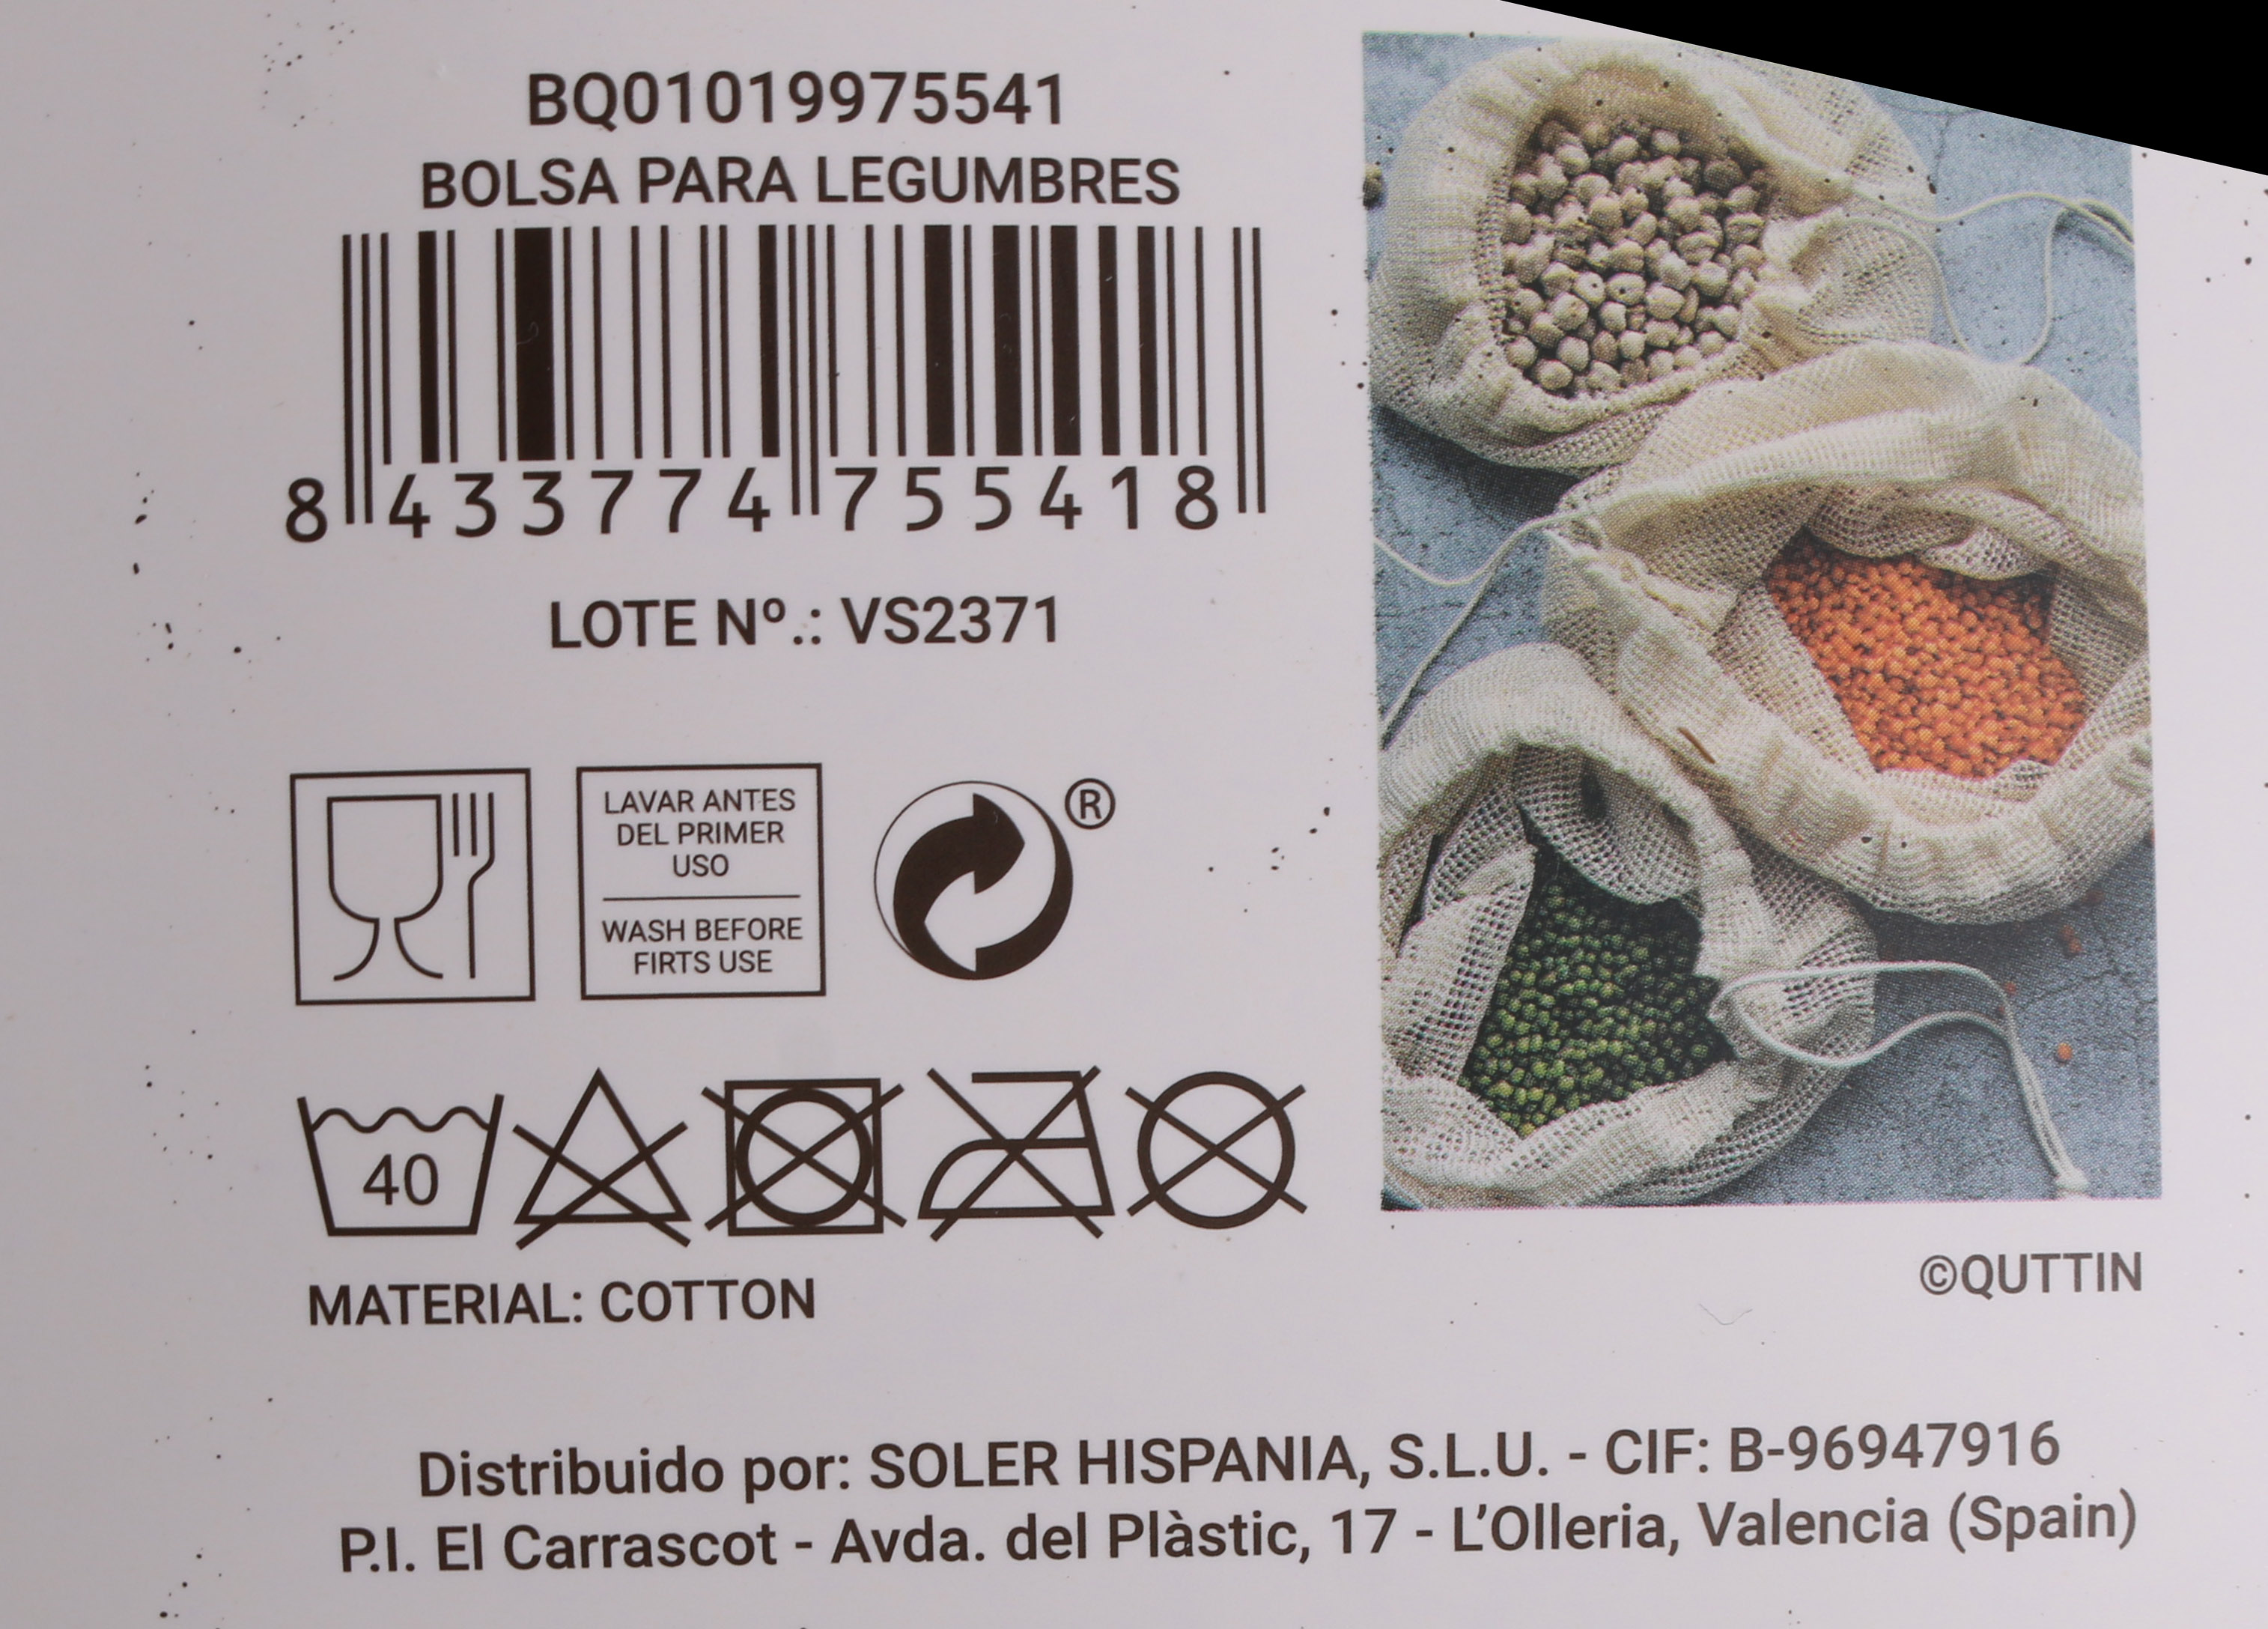 BQ01019975541
BOLSA PARA LEGUMBRES
8 433774 755418
LOTE Nº.: VS2371
LAVAR ANTES
DEL PRIMER
USO
WASH BEFORE
FIRTS USE
®
40
MATERIAL: COTTON
©QUTTIN
Distribuido por: SOLER HISPANIA, S.L.U. - CIF: B-96947916
P.I. El Carrascot - Avda. del Plàstic, 17 - L’Olleria, Valencia (Spain)